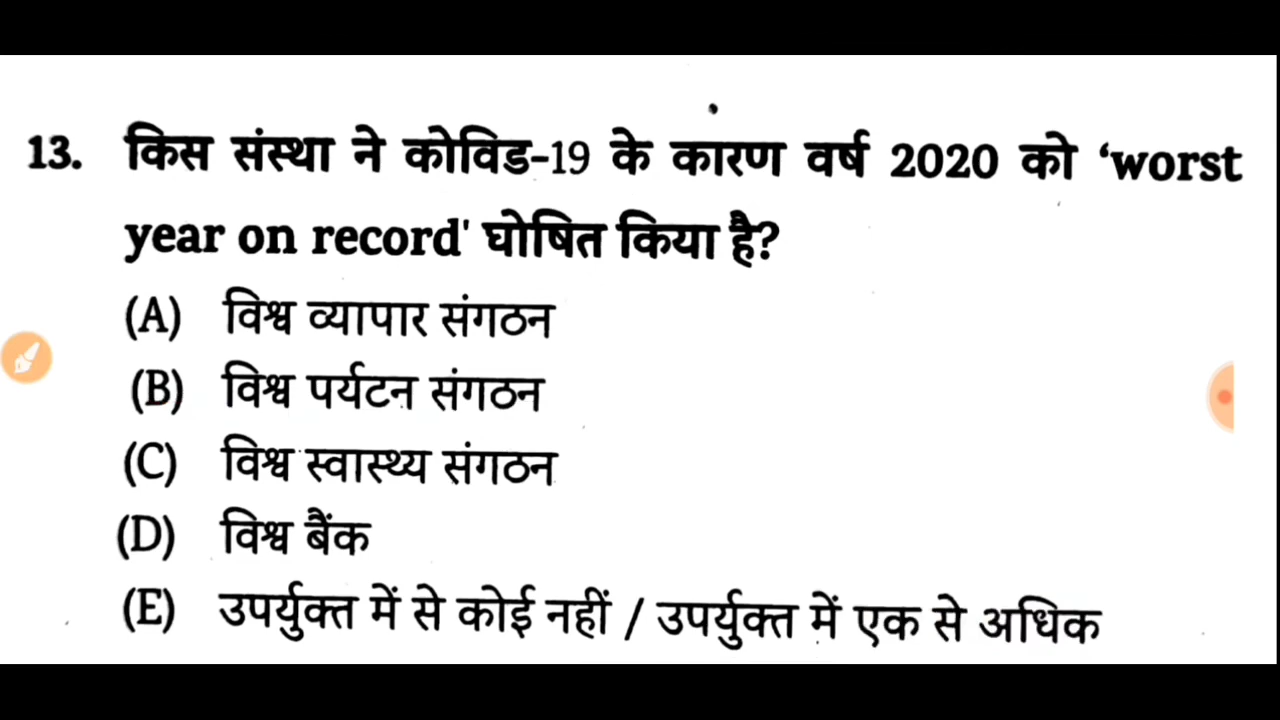 13. किस संस्था ने कोविड-19 के कारण वर्ष 2020 को ‘worst
year on record' घोषित किया है?
(A) विश्व व्यापार संगठन
(B) विश्व पर्यटन संगठन
(C) विश्व स्वास्थ्य संगठन
(D) विश्व बैंक
(E) उपर्युक्त में से कोई नहीं / उपर्युक्त में एक से अधिक